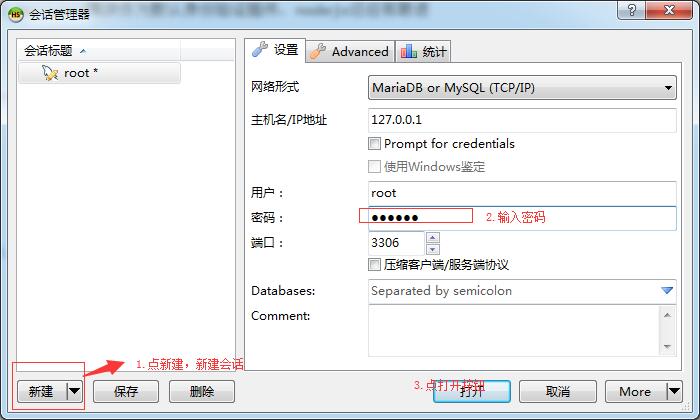 HS 会话管理器
会话标题
root *
设置
Advanced
统计
网络形式
MariaDB or MySQL (TCP/IP)
主机名/IP地址
127.0.0.1
Prompt for credentials
使用Windows鉴定
用户：
root
密码：
●●●●●●
2.输入密码
端口：
3306
压缩客户端/服务端协议
Databases:
Separated by semicolon
Comment:
1.点新建，新建会话
3.点打开按钮
新建
保存
删除
打开
取消
More